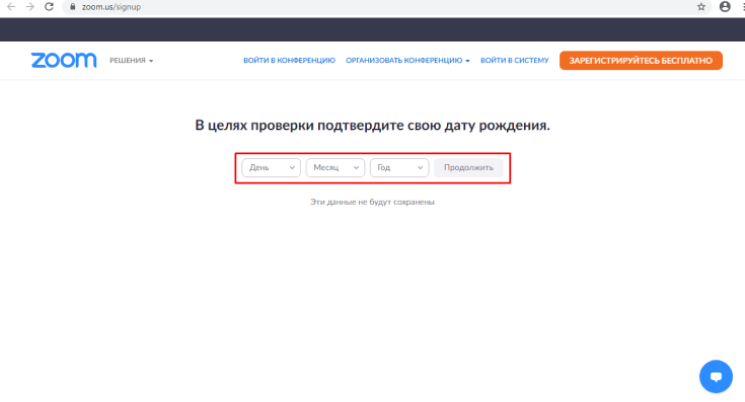 zoom.us/signup
zoom РЕШЕНИЯ ВОЙТИ В КОНФЕРЕНЦИЮ ОРГАНИЗОВАТЬ КОНФЕРЕНЦИЮ ВОЙТИ В СИСТЕМУ ЗАРЕГИСТРИРУЙТЕСЬ БЕСПЛАТНО
В целях проверки подтвердите свою дату рождения.
День Месяц Год Продолжить
Эти данные не будут сохранены